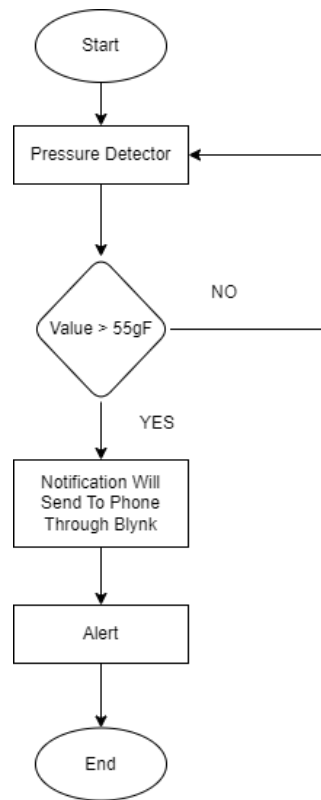 Start
Pressure Detector
Value > 55gF
NO
YES
Notification Will
Send To Phone
Through Blynk
Alert
End